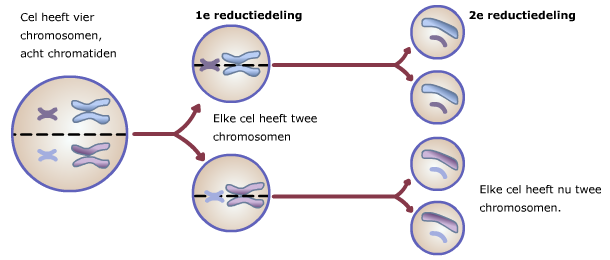 Cel heeft vier
chromosomen,
acht chromatiden
1e reductiedeling
Elke cel heeft twee
chromosomen
2e reductiedeling
Elke cel heeft nu twee
chromosomen.